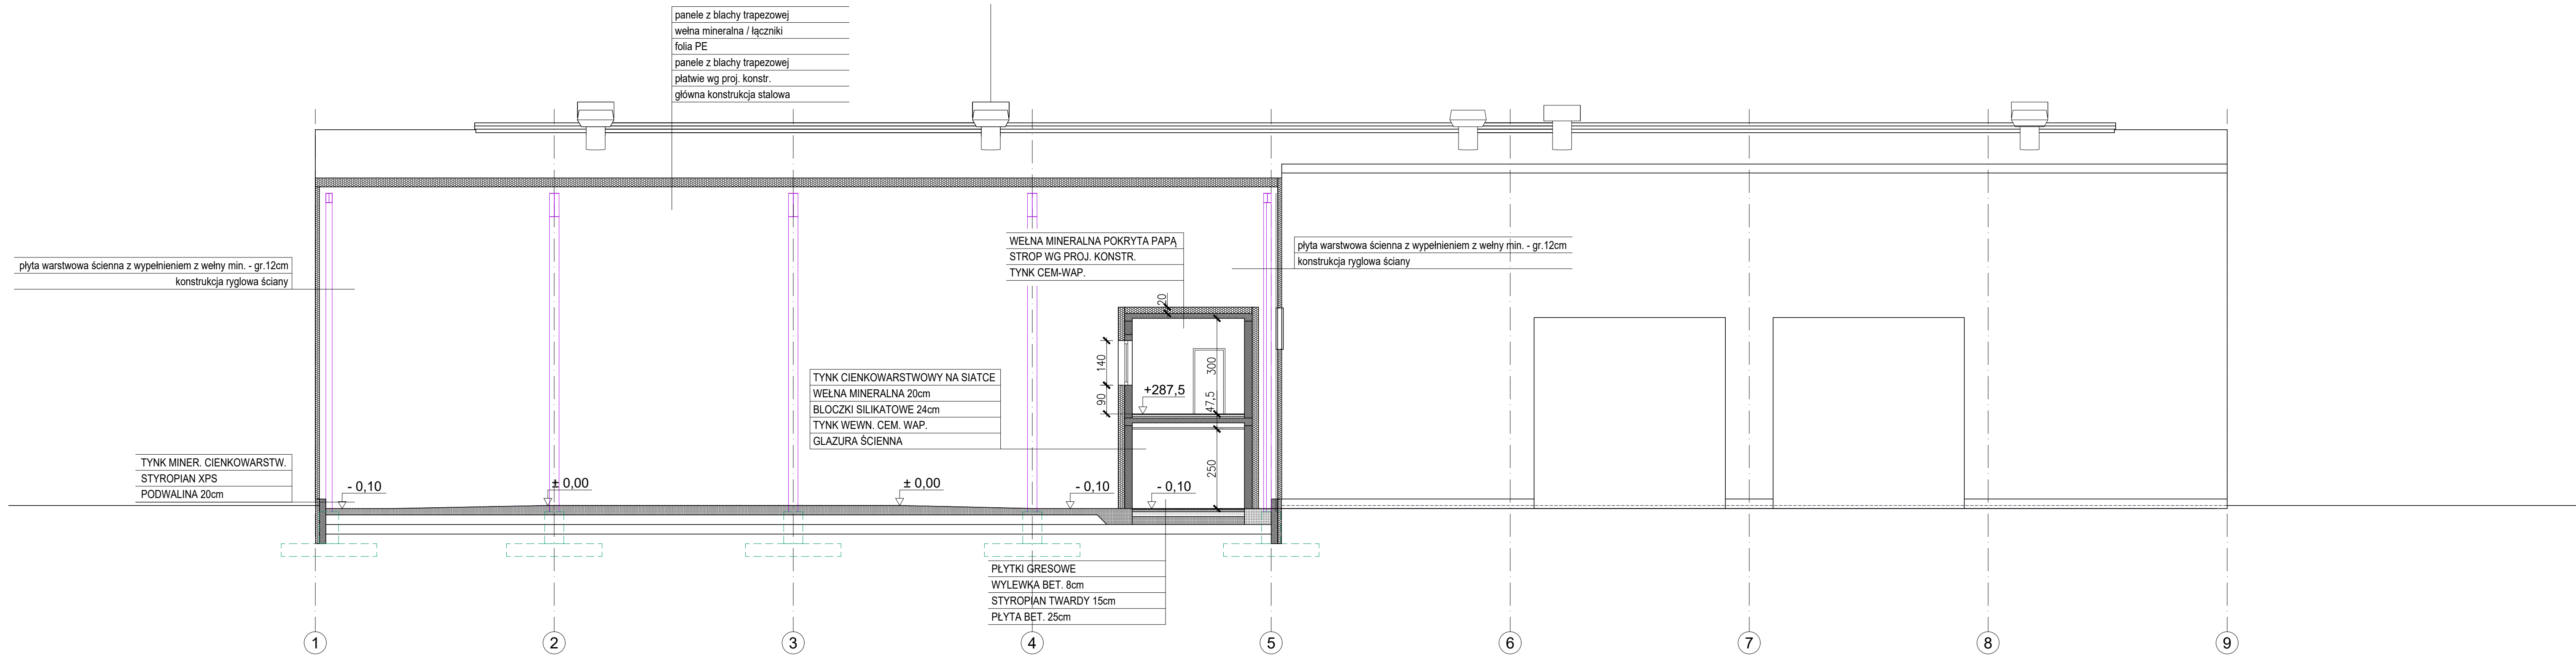 panele z blachy trapezowej
wełna mineralna / łączniki
folia PE
panele z blachy trapezowej
płatwie wg proj. konstr.
główna konstrukcja stalowa
płyta warstwowa ścienna z wypełnieniem z wełny min. - gr.12cm
konstrukcja ryglowa ściany
WEŁNA MINERALNA POKRYTA PAPĄ
STROP WG PROJ. KONSTR.
TYNK CEM-WAP.
płyta warstwowa ścienna z wypełnieniem z wełny min. - gr.12cm
konstrukcja ryglowa ściany
20
140
90
300
47,5
250
+287,5
TYNK CIENKOWARSTWOWY NA SIATCE
WEŁNA MINERALNA 20cm
BLOCZKI SILIKATOWE 24cm
TYNK WEWN. CEM. WAP.
GLAZURA ŚCIENNA
TYNK MINER. CIENKOWARSTW.
STYROPIAN XPS
PODWALINA 20cm
- 0,10
± 0,00
± 0,00
- 0,10
- 0,10
PŁYTKI GRESOWE
WYLEWKA BET. 8cm
STYROPIAN TWARDY 15cm
PŁYTA BET. 25cm
1
2
3
4
5
6
7
8
9